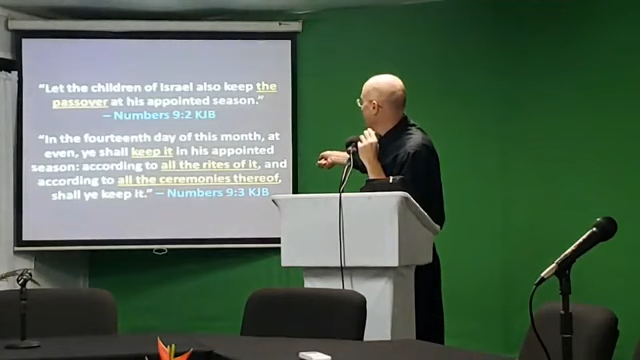 “Let the children of Israel also keep the
passover at his appointed season.”
– Numbers 9:2 KJB
“In the fourteenth day of this month, at
even, ye shall keep it in his appointed
season: according to all the rites of it, and
according to all the ceremonies thereof,
shall ye keep it.” – Numbers 9:3 KJB